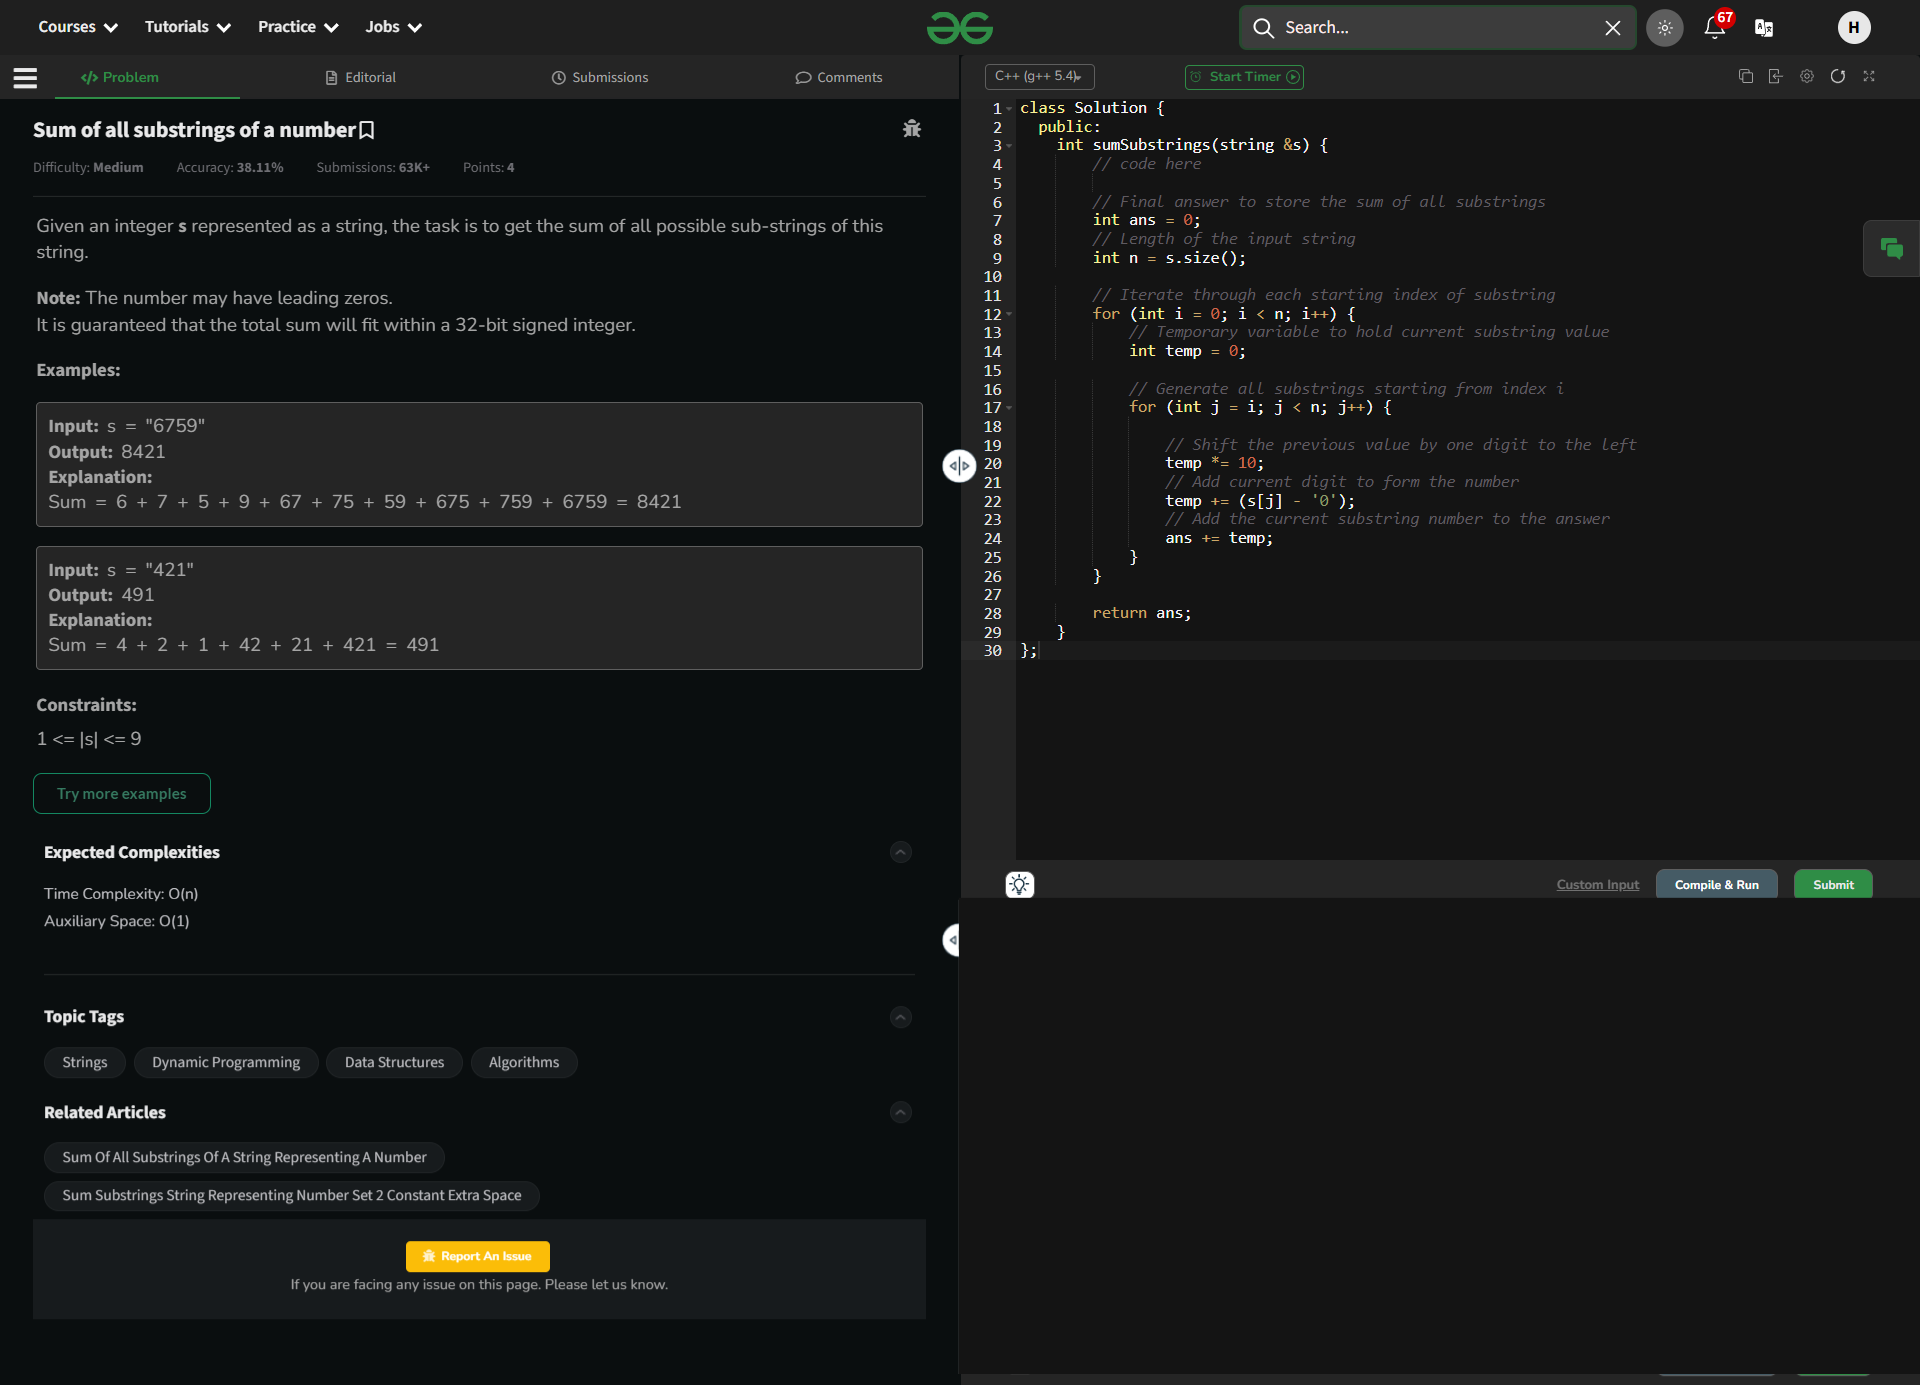 Courses Tutorials Practice Jobs Search... 67 H
Problem Editorial Submissions Comments
Sum of all substrings of a number
Difficulty: Medium Accuracy: 38.11% Submissions: 63K+ Points: 4
Given an integer s represented as a string, the task is to get the sum of all possible sub-strings of this
string.
Note: The number may have leading zeros.
It is guaranteed that the total sum will fit within a 32-bit signed integer.
Examples:
Input: s = "6759"
Output: 8421
Explanation:
Sum = 6 + 7 + 5 + 9 + 67 + 75 + 59 + 675 + 759 + 6759 = 8421
Input: s = "421"
Output: 491
Explanation:
Sum = 4 + 2 + 1 + 42 + 21 + 421 = 491
Constraints:
1 <= |s| <= 9
Try more examples
Expected Complexities
Time Complexity: O(n)
Auxiliary Space: O(1)
Topic Tags
Strings Dynamic Programming Data Structures Algorithms
Related Articles
Sum Of All Substrings Of A String Representing A Number
Sum Substrings String Representing Number Set 2 Constant Extra Space
Report An Issue
If you are facing any issue on this page. Please let us know.
C++ (g++ 5.4) Start Timer
1 class Solution {
2 public:
3 int sumSubstrings(string &s) {
4 // code here
5
6 // Final answer to store the sum of all substrings
7 int ans = 0;
8 // Length of the input string
9 int n = s.size();
10
11 // Iterate through each starting index of substring
12 for (int i = 0; i < n; i++) {
13 // Temporary variable to hold current substring value
14 int temp = 0;
15
16 // Generate all substrings starting from index i
17 for (int j = i; j < n; j++) {
18
19 // Shift the previous value by one digit to the left
20 temp *= 10;
21 // Add current digit to form the number
22 temp += (s[j] - '0');
23 // Add the current substring number to the answer
24 ans += temp;
25 }
26 }
27
28 return ans;
29 }
30 };
Custom Input Compile & Run Submit